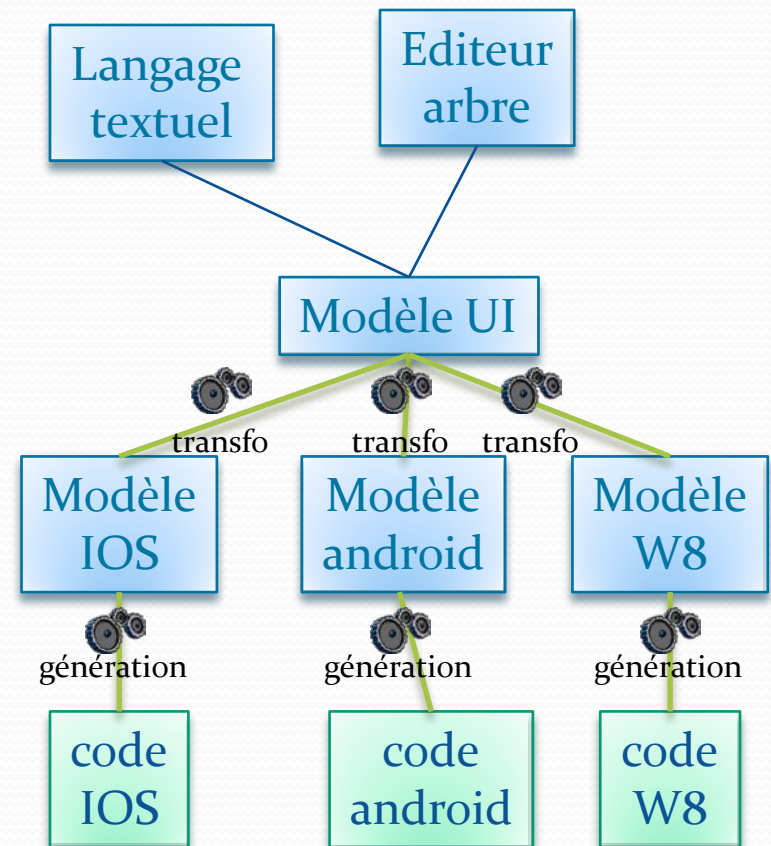 Langage
textuel
Editeur
arbre
Modèle UI
transfo
transfo
transfo
Modèle
IOS
Modèle
android
Modèle
W8
génération
génération
génération
code
IOS
code
android
code
W8